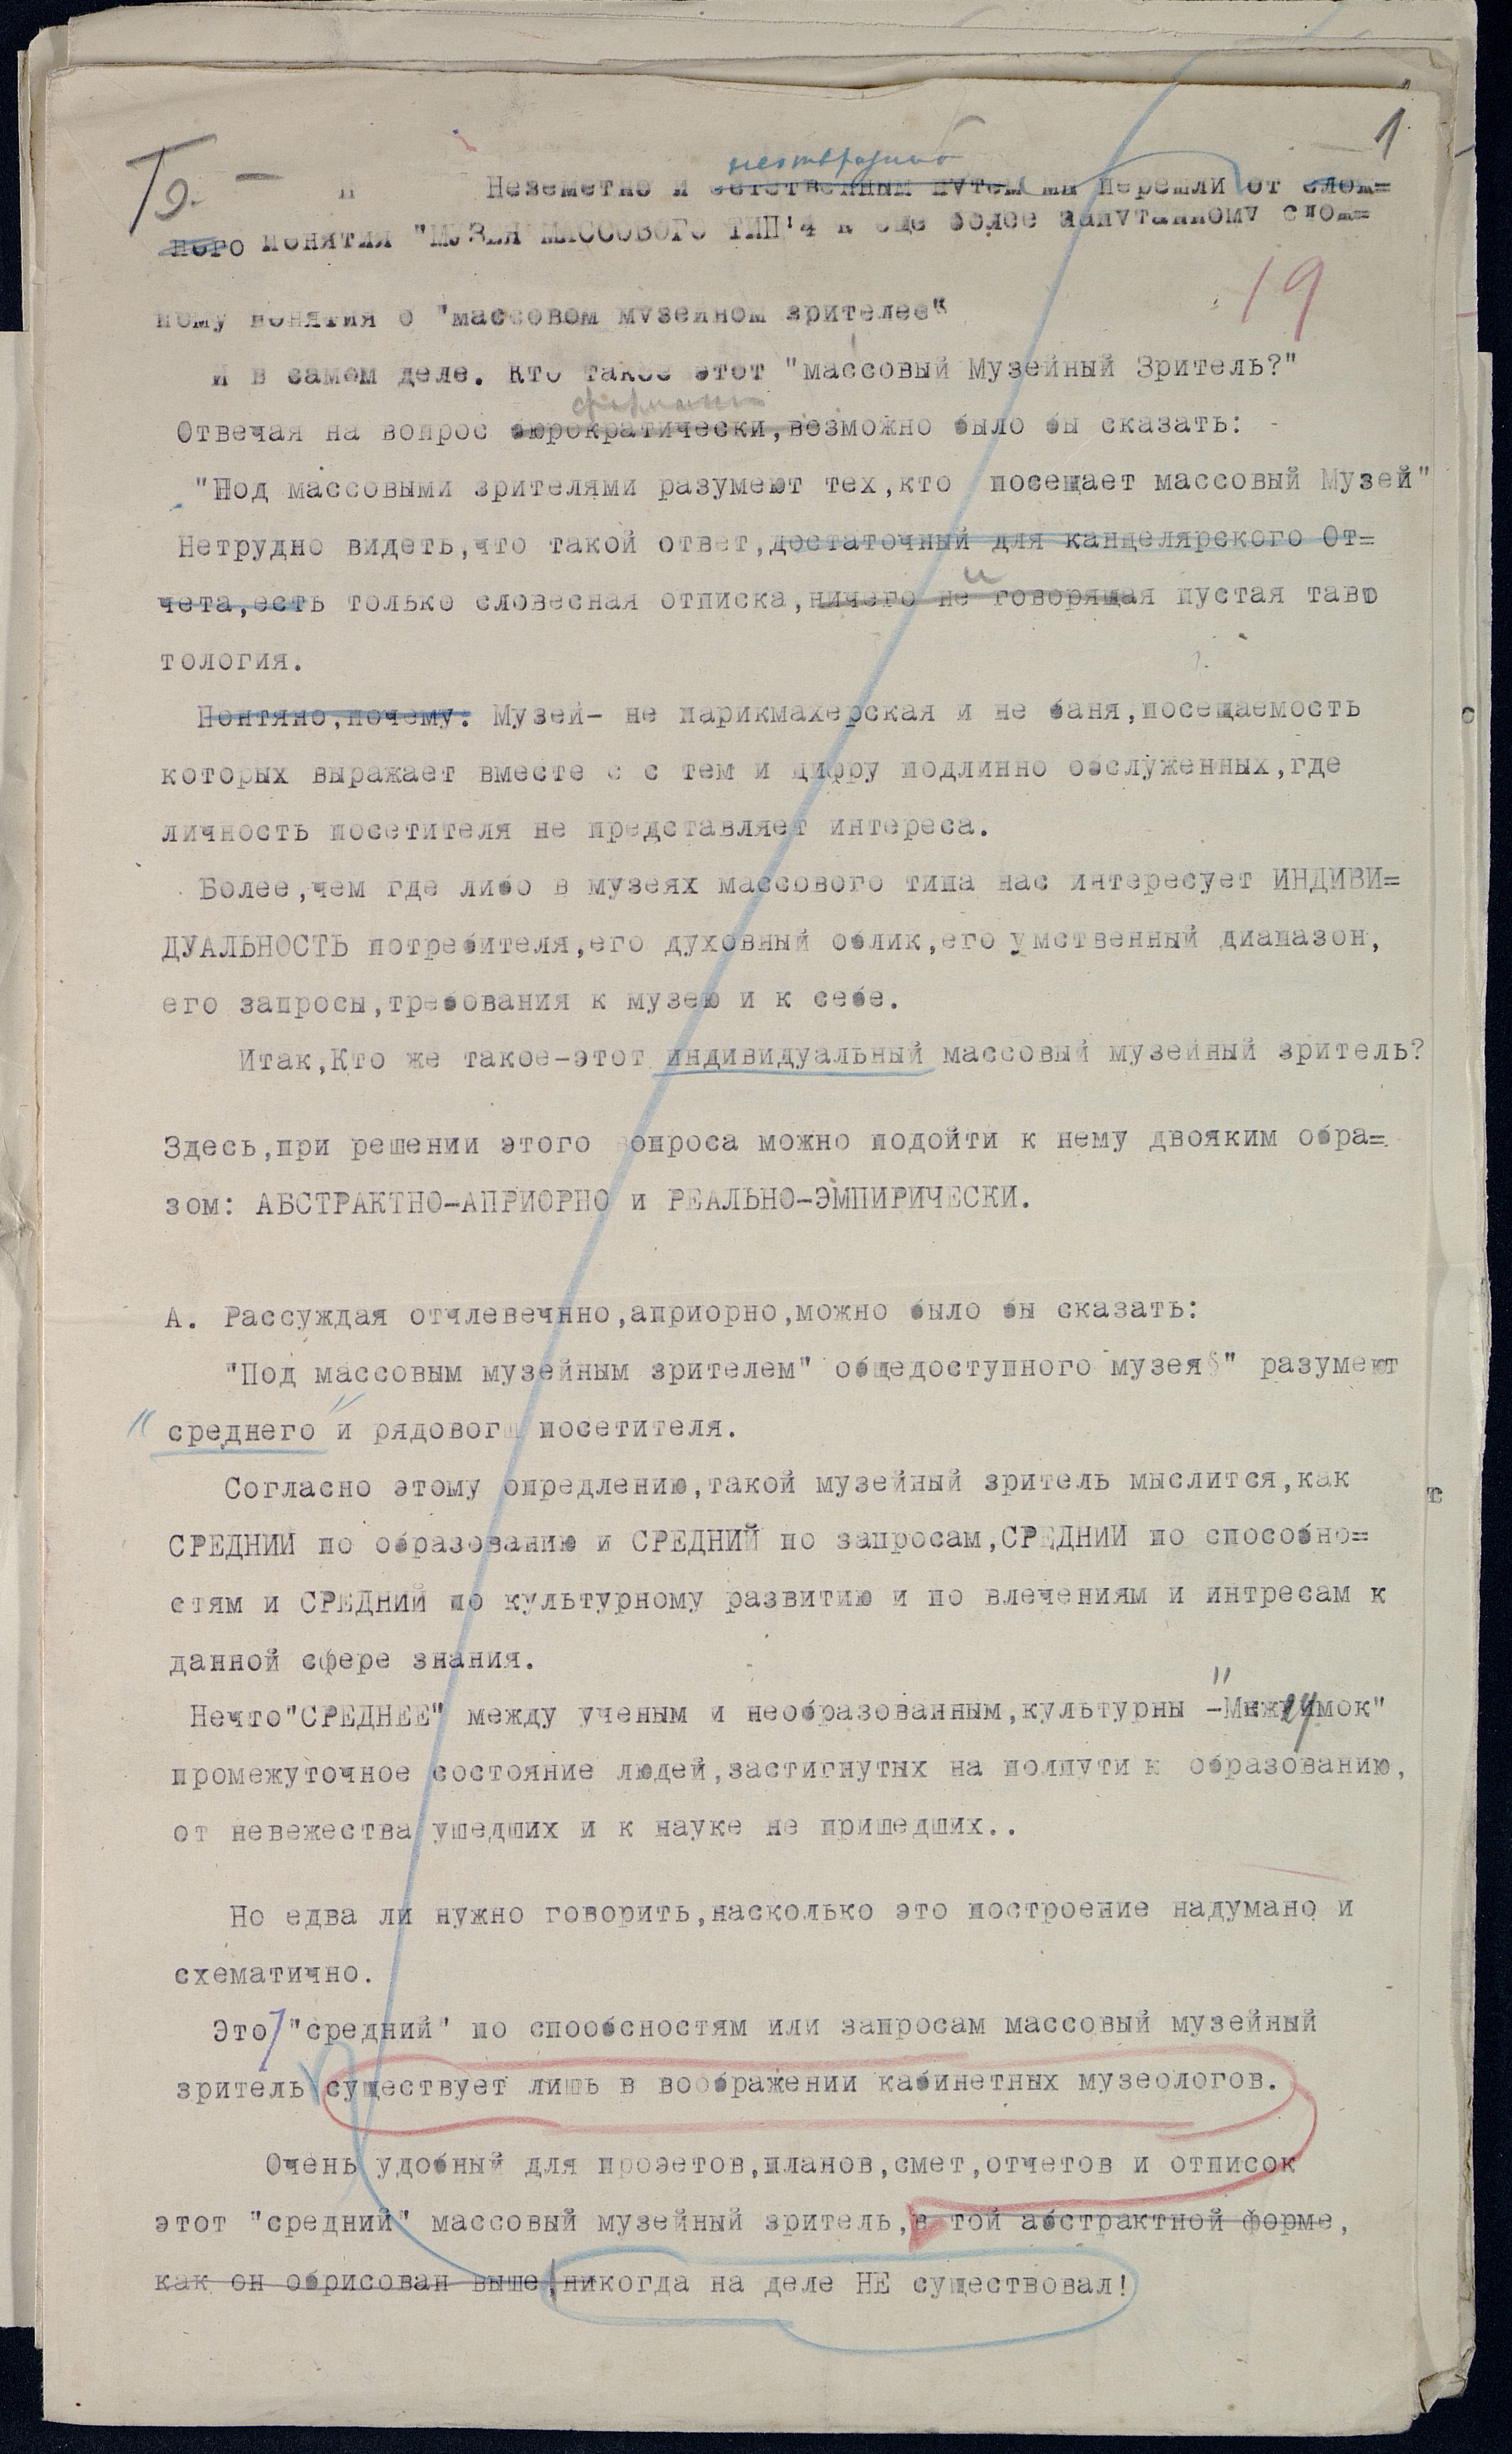 1
19
Неземетно и естественным путем мы перешли от слож=
ного понятия "МУЗЕЯ МАССОВОГО ТИП'4 к еще более запутанному слож=
ному понятия о "массовом музейном зрителее"
И в самом деле. Кто такое этот "массовый Музейный Зритель?"
Отвечая на вопрос бюрократически,возможно было бы сказать:
"Под массовыми зрителями разумеют тех,кто посещает массовый Музей"
Нетрудно видеть,что такой ответ,достаточный для канцелярского От=
чета,есть только словесная отписка,ничего не говорящая и пустая тавю
тология.
Понтяно,почему. Музей- не парикмахерская и не баня,посещаемость
которых выражает вместе с с тем и цифру подлинно обслуженных,где
личность посетителя не представляет интереса.
Более,чем где либо в музеях массового типа нас интересует ИНДИВИ=
ДУАЛЬНОСТЬ потребителя,его духовный облик,его умственный диапазон,
его запросы,требования к музею и к себе.
Итак,Кто же такое-этот индивидуальный массовый музейный зритель?
Здесь,при решении этого вопроса можно подойти к нему двояким обра=
зом: АБСТРАКТНО-АПРИОРНО и РЕАЛЬНО-ЭМПИРИЧЕСКИ.
А. Рассуждая отчлевечнно,априорно,можно было бы сказать:
"Под массовым музейным зрителем" общедоступного музея" разумеют
"среднего" и рядового посетителя.
Согласно этому опредлению,такой музейный зритель мыслится,как
СРЕДНИЙ по образованию и СРЕДНИЙ по запросам,СРЕДНИЙ по способно=
стям и СРЕДНИЙ по культурному развитию и по влечениям и интресам к
данной сфере знания.
Нечто"СРЕДНЕЕ" между ученым и необразованным,культурны -"Межеумок"
промежуточное состояние людей,застигнутых на полпути к образованию,
от невежества ушедших и к науке не пришедших..
Но едва ли нужно говорить,насколько это построение надумано и
схематично.
Это "средний" по спообсностям или запросам массовый музейный
зритель существует лишь в воображении кабинетных музеологов.
Очень удобный для проэетов,планов,смет,отчетов и отписок
этот "средний" массовый музейный зритель,в той абстрактной форме,
как он обрисован выше,никогда на деле НЕ существовал!